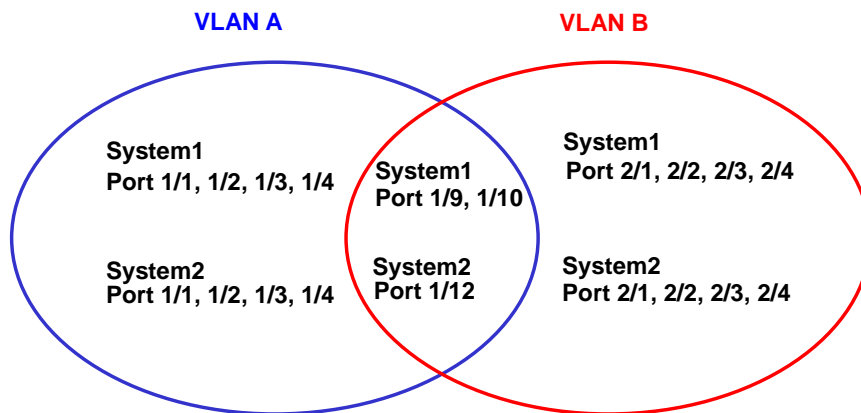 VLAN A
VLAN B
System1
Port 1/1, 1/2, 1/3, 1/4
System2
Port 1/1, 1/2, 1/3, 1/4
System1
Port 1/9, 1/10
System2
Port 1/12
System1
Port 2/1, 2/2, 2/3, 2/4
System2
Port 2/1, 2/2, 2/3, 2/4